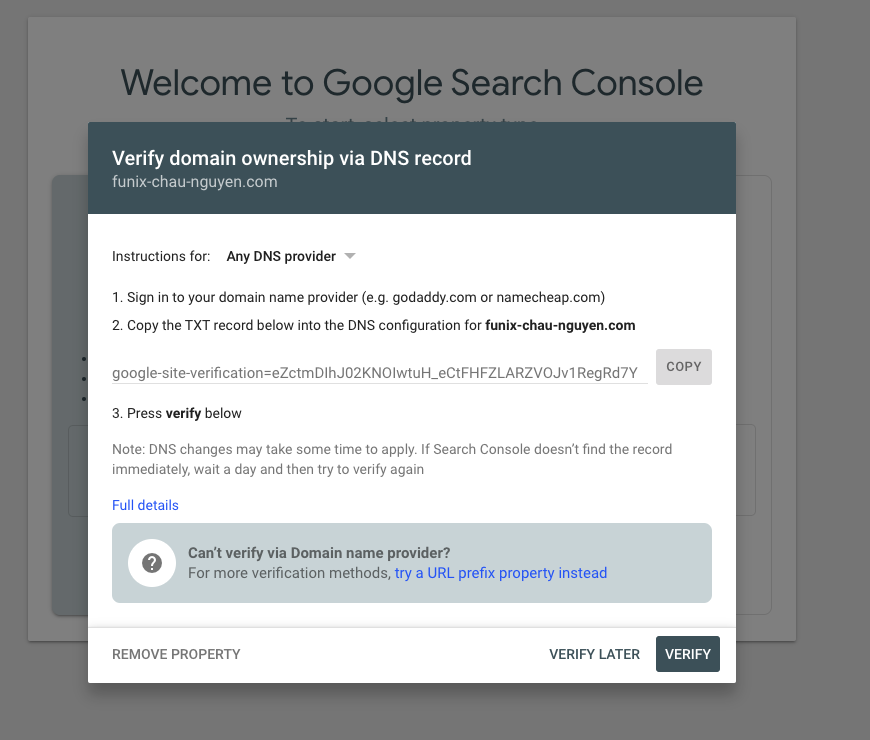 Welcome to Google Search Console
To start, select property type
Verify domain ownership via DNS record
funix-chau-nguyen.com
Instructions for: Any DNS provider
1. Sign in to your domain name provider (e.g. godaddy.com or namecheap.com)
2. Copy the TXT record below into the DNS configuration for funix-chau-nguyen.com
google-site-verification=eZctmDIhJ02KNOIwtuH_eCtFHFZLARZVOJv1RegRd7Y
COPY
3. Press verify below
Note: DNS changes may take some time to apply. If Search Console doesn't find the record
immediately, wait a day and then try to verify again
Full details
Can't verify via Domain name provider?
For more verification methods, try a URL prefix property instead
REMOVE PROPERTY
VERIFY LATER
VERIFY